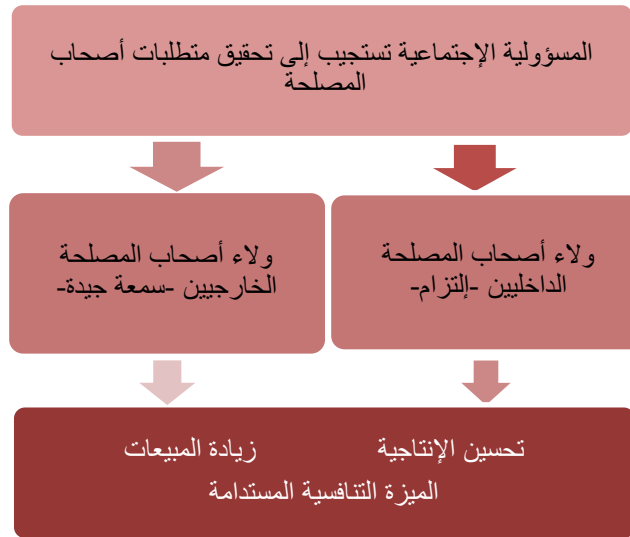 المسؤولية الإجتماعية تستجيب إلى تحقيق متطلبات أصحاب
المصلحة
ولاء أصحاب المصلحة
الداخليين -إلتزام-
ولاء أصحاب المصلحة
الخارجيين -سمعة جيدة-
تحسين الإنتاجية زيادة المبيعات
الميزة التنافسية المستدامة